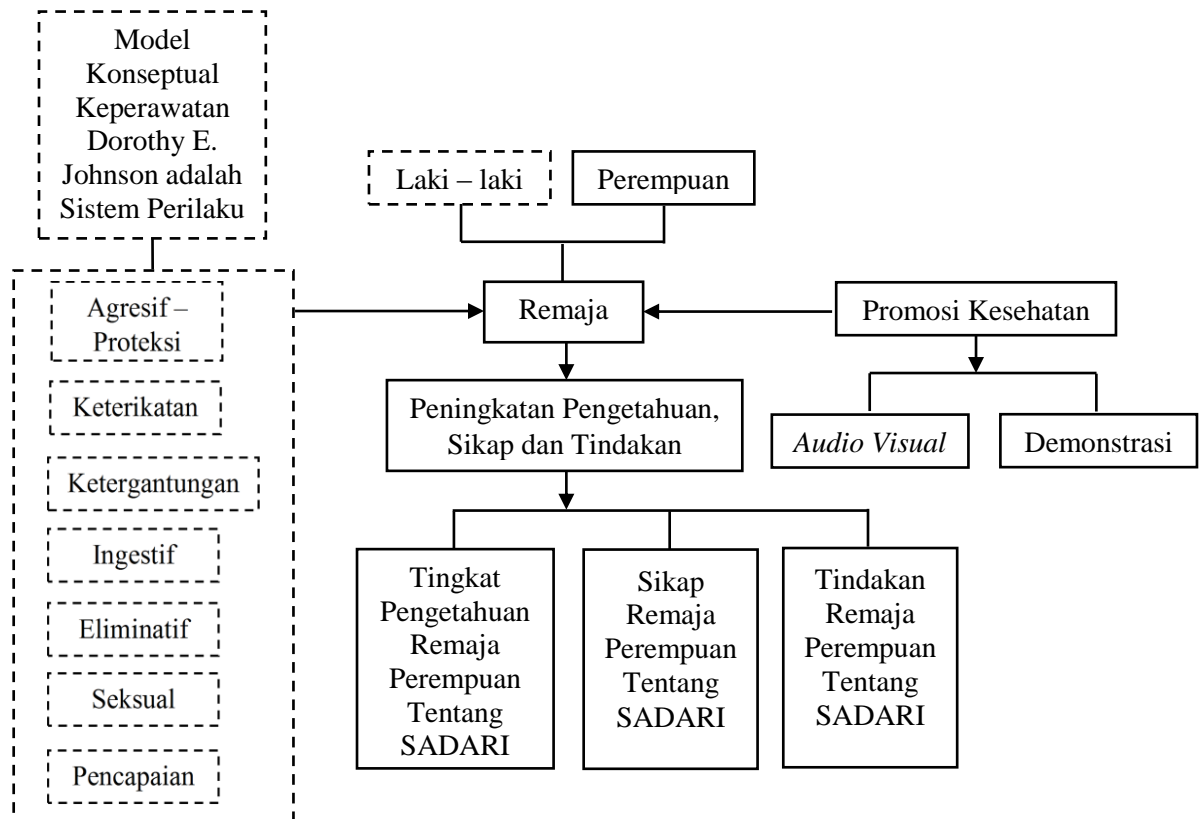 Model
Konseptual
Keperawatan
Dorothy E.
Johnson adalah
Sistem Perilaku
Agresif –
Proteksi
Keterikatan
Ketergantungan
Ingestif
Eliminatif
Seksual
Pencapaian
Laki – laki
Perempuan
Remaja
Promosi Kesehatan
Peningkatan Pengetahuan,
Sikap dan Tindakan
Audio Visual
Demonstrasi
Tingkat
Pengetahuan
Remaja
Perempuan
Tentang
SADARI
Sikap
Remaja
Perempuan
Tentang
SADARI
Tindakan
Remaja
Perempuan
Tentang
SADARI